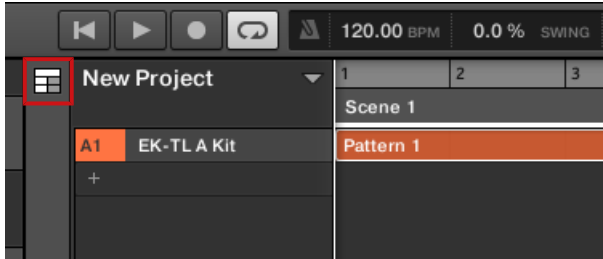 120.00 BPM 0.0 % SWING
New Project 1 2 3
Scene 1
A1 EK-TL A Kit Pattern 1
+